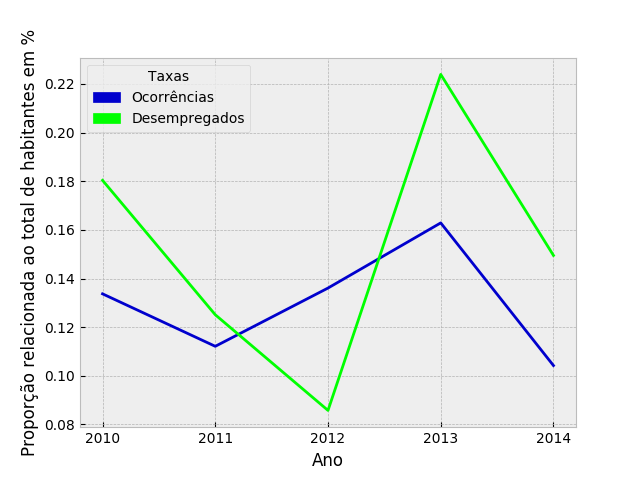 Proporção relacionada ao total de habitantes em %
Taxas
Ocorrências
Desempregados
0.22
0.20
0.18
0.16
0.14
0.12
0.10
0.08
2010 2011 2012 2013 2014
Ano